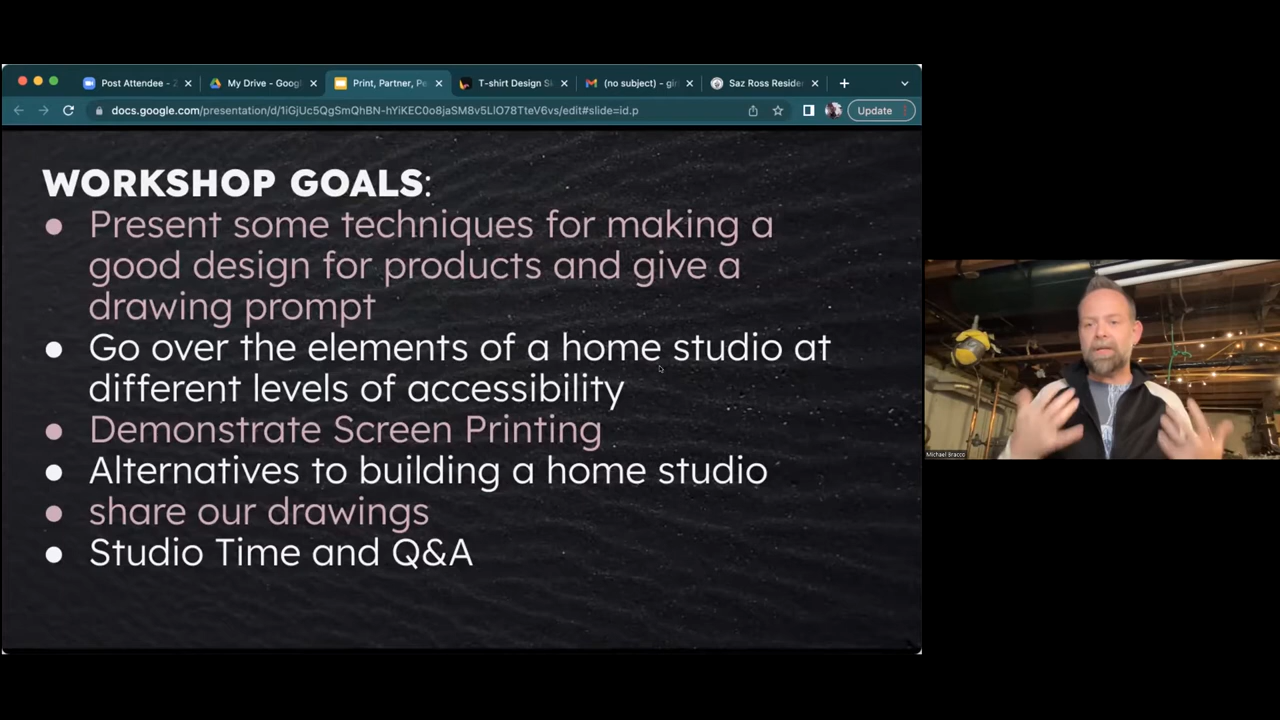 Post Attendee - Z
My Drive - Goog
Print, Partner, Pe
T-shirt Design Sk
(no subject) - gi
Saz Ross Reside
docs.google.com/presentation/d/1iGjUc5QgSmQhBN-hYiKEC0o8jaSM8v5LlO78TteV6vs/edit#slide=id.p
Update
WORKSHOP GOALS:
● Present some techniques for making a
good design for products and give a
drawing prompt
● Go over the elements of a home studio at
different levels of accessibility
● Demonstrate Screen Printing
● Alternatives to building a home studio
● share our drawings
● Studio Time and Q&A
Michael Bracco